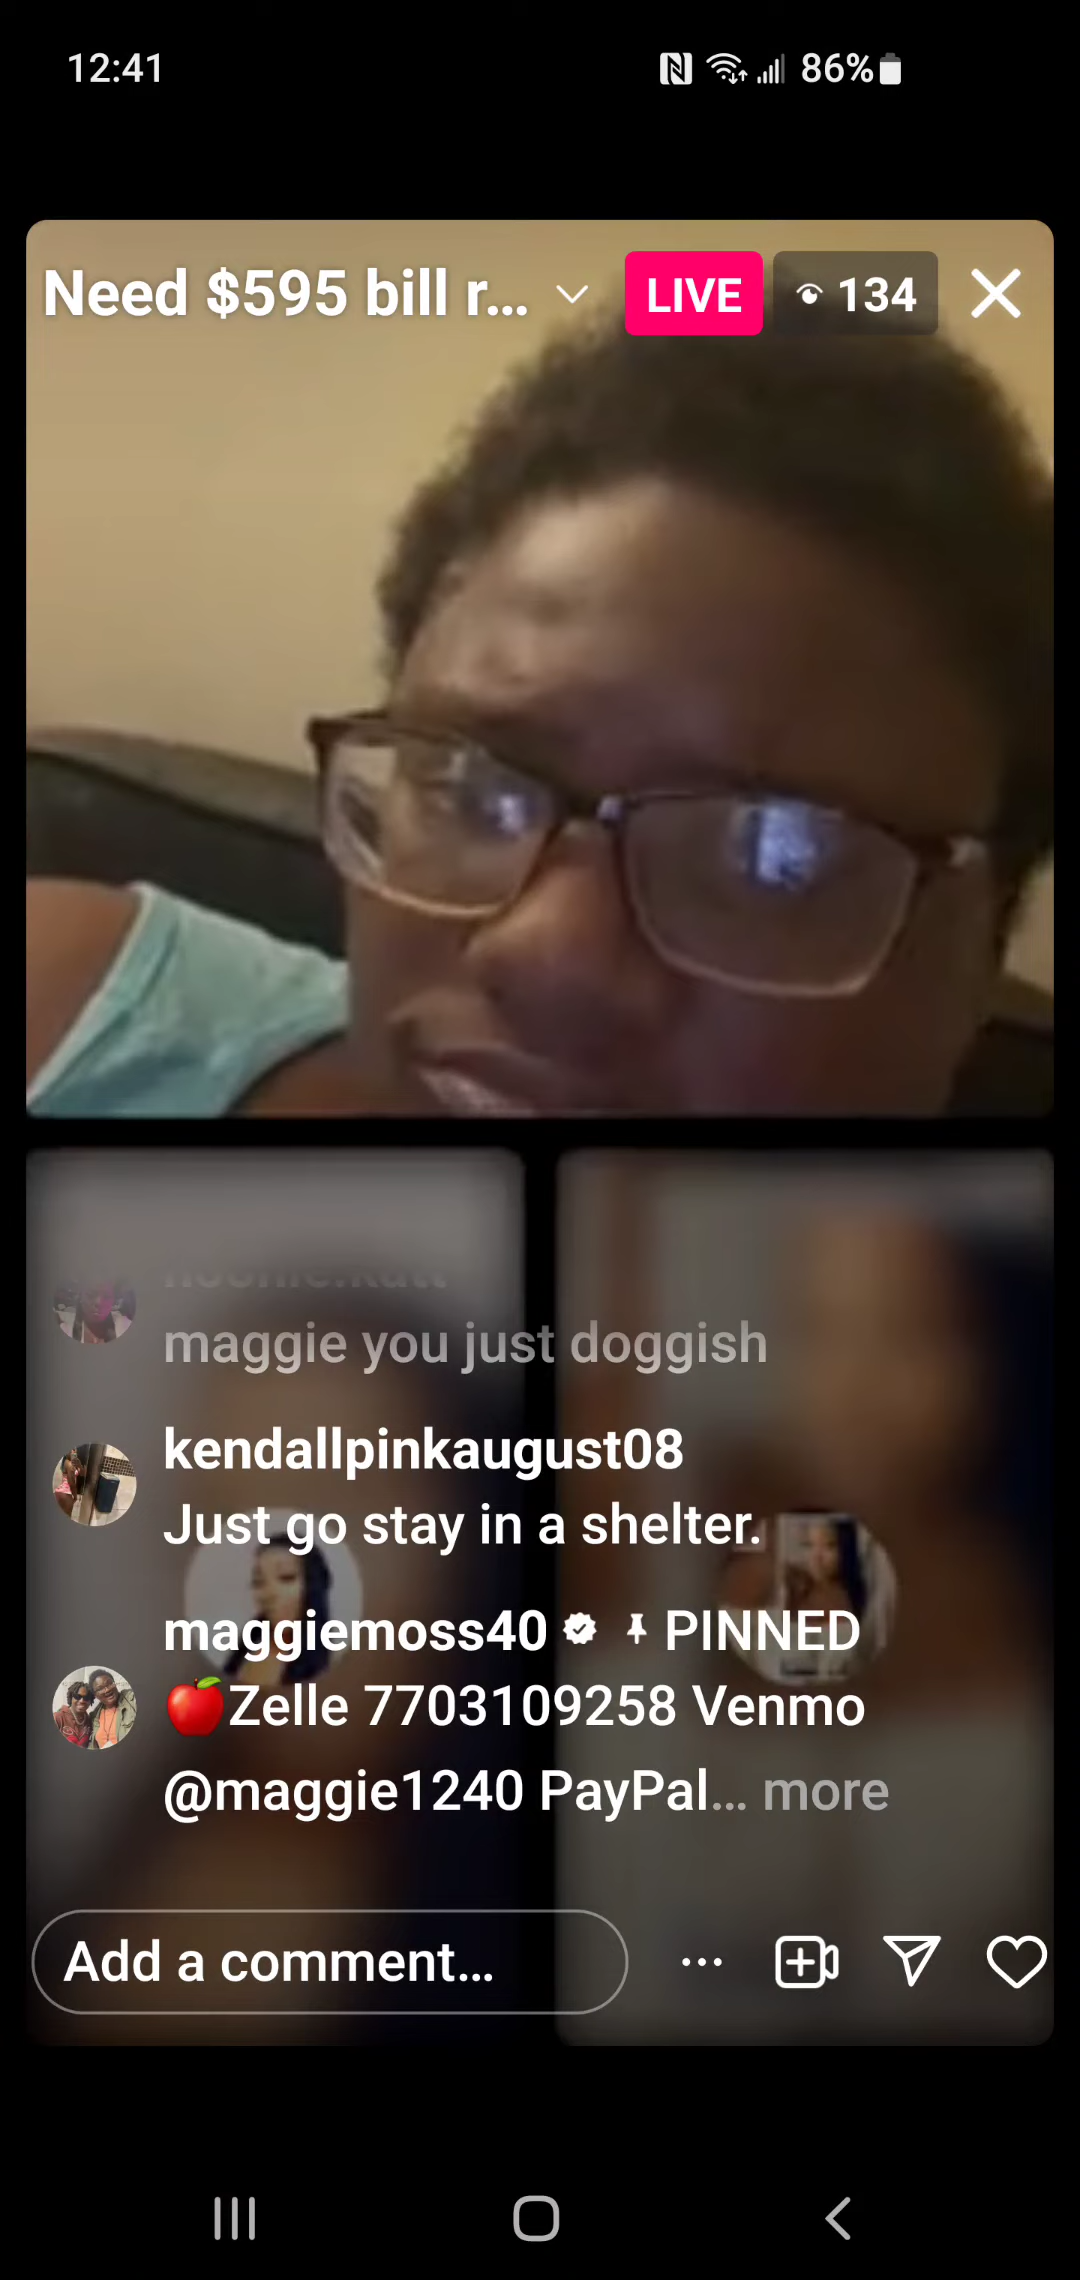 12:41 86%
Need $595 bill r... LIVE 134
maggie you just doggish
kendallpinkaugust08
Just go stay in a shelter.
maggiemoss40 PINNED
🍎Zelle 7703109258 Venmo
@maggie1240 PayPal... more
Add a comment...